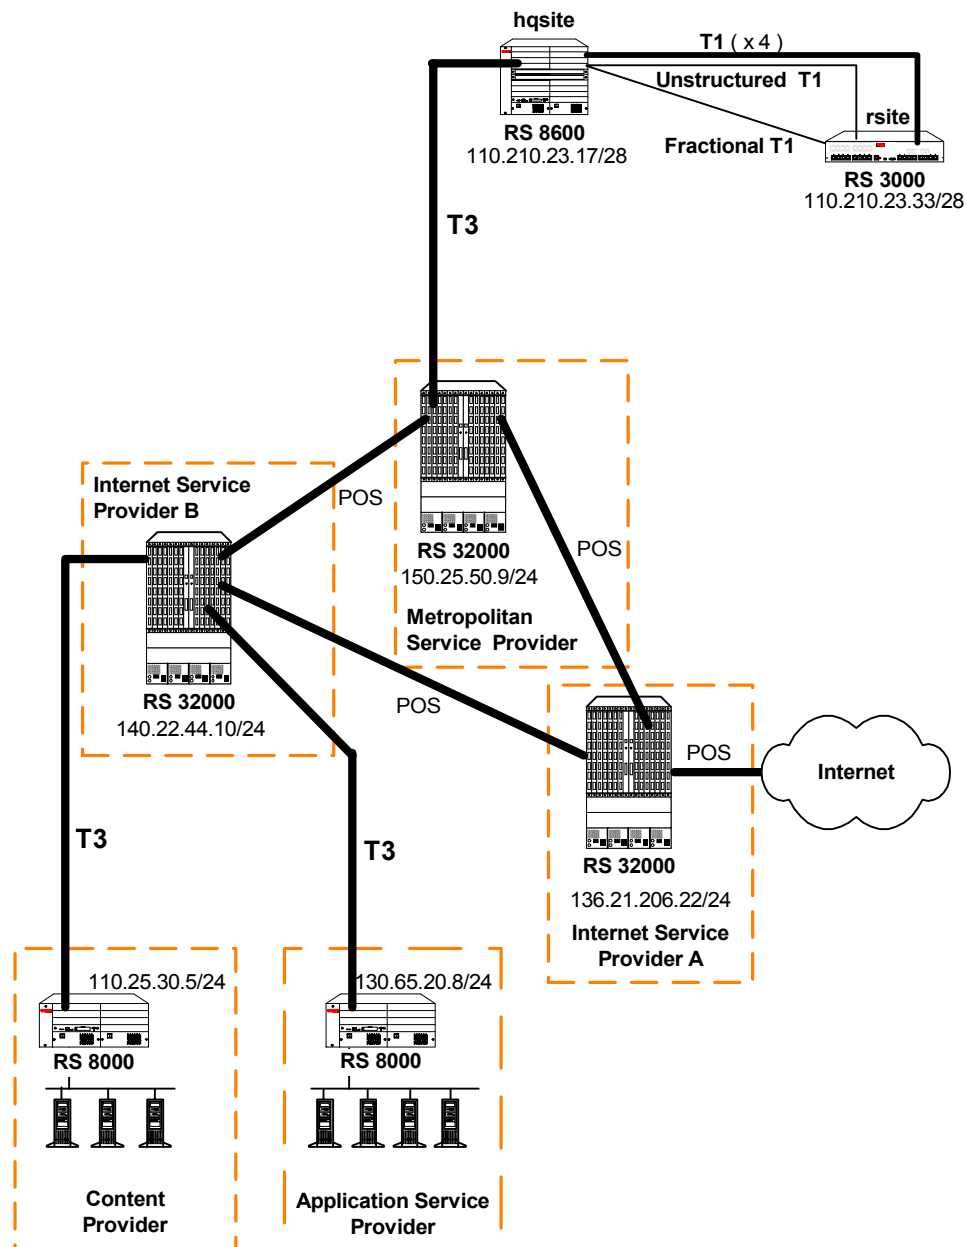 hqsite
T1 ( x 4 )
Unstructured T1
rsite
RS 8600
Fractional T1
110.210.23.17/28
RS 3000
110.210.23.33/28
T3
Internet Service
Provider B
POS
RS 32000
POS
150.25.50.9/24
Metropolitan
Service Provider
RS 32000
POS
140.22.44.10/24
POS
Internet
T3
T3
RS 32000
136.21.206.22/24
Internet Service
Provider A
110.25.30.5/24
130.65.20.8/24
RS 8000
RS 8000
Content
Provider
Application Service
Provider